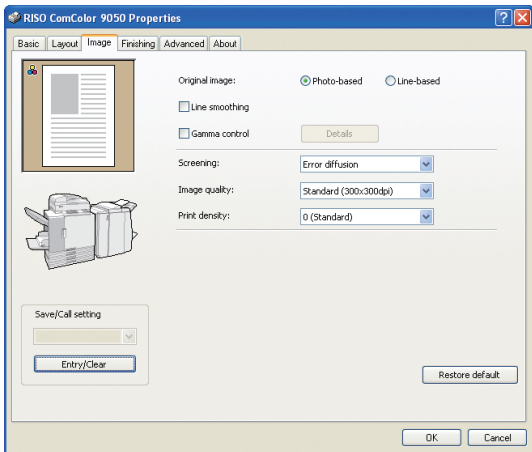 RISO ComColor 9050 Properties
Basic Layout Image Finishing Advanced About
Original image: Photo-based Line-based
Line smoothing
Gamma control Details
Screening: Error diffusion
Image quality: Standard (300x300dpi)
Print density: 0 (Standard)
Save/Call setting
Entry/Clear
Restore default
OK Cancel